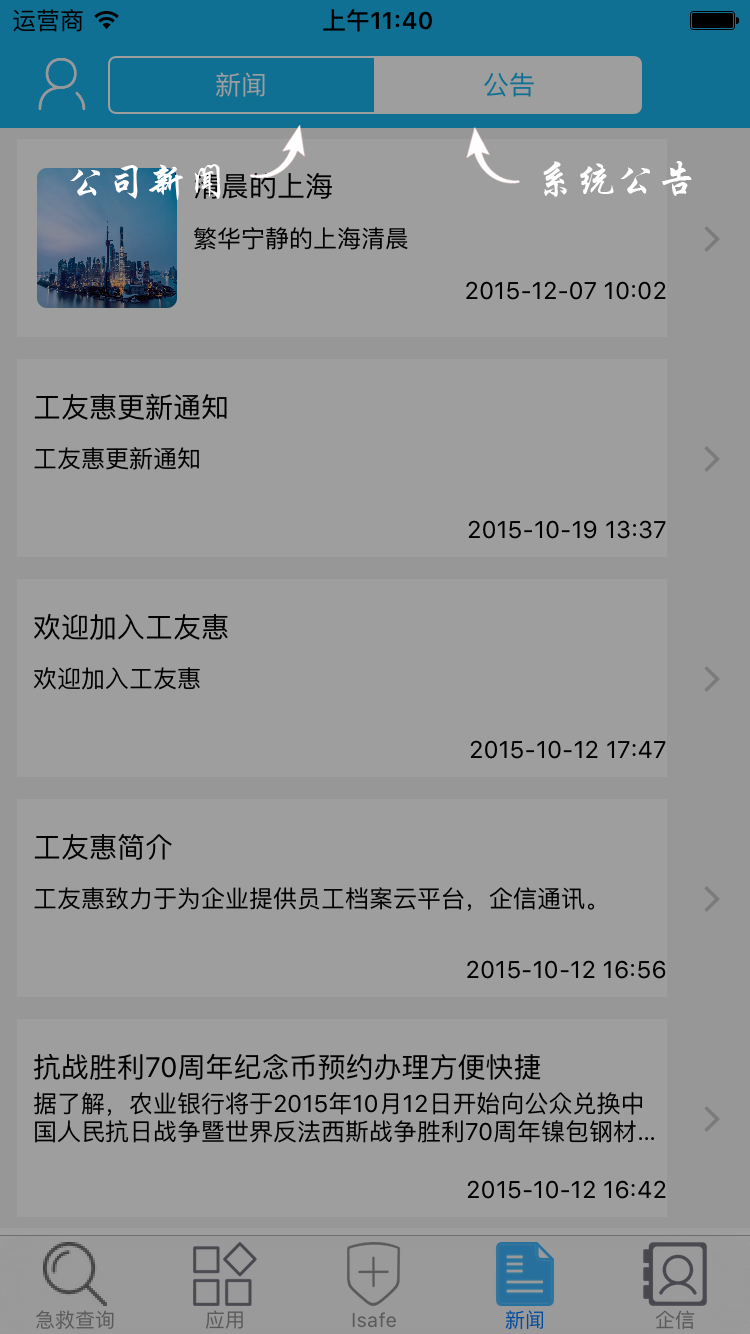 运营商 上午11:40
新闻 公告
公司新闻 系统公告
清晨的上海
繁华宁静的上海清晨
2015-12-07 10:02
工友惠更新通知
工友惠更新通知
2015-10-19 13:37
欢迎加入工友惠
欢迎加入工友惠
2015-10-12 17:47
工友惠简介
工友惠致力于为企业提供员工档案云平台，企信通讯。
2015-10-12 16:56
抗战胜利70周年纪念币预约办理方便快捷
据了解，农业银行将于2015年10月12日开始向公众兑换中
国人民抗日战争暨世界反法西斯战争胜利70周年镍包钢材...
2015-10-12 16:42
急救查询 应用 Isafe 新闻 企信